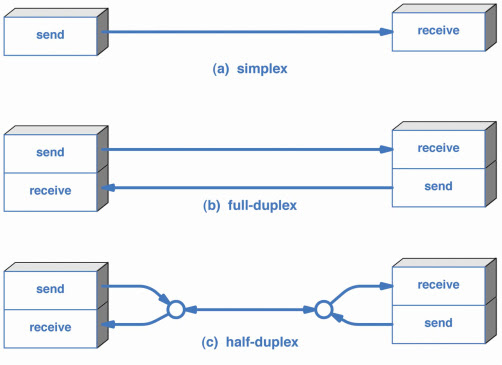 send
receive
(a) simplex
send
receive
receive
send
(b) full-duplex
send
receive
receive
send
(c) half-duplex